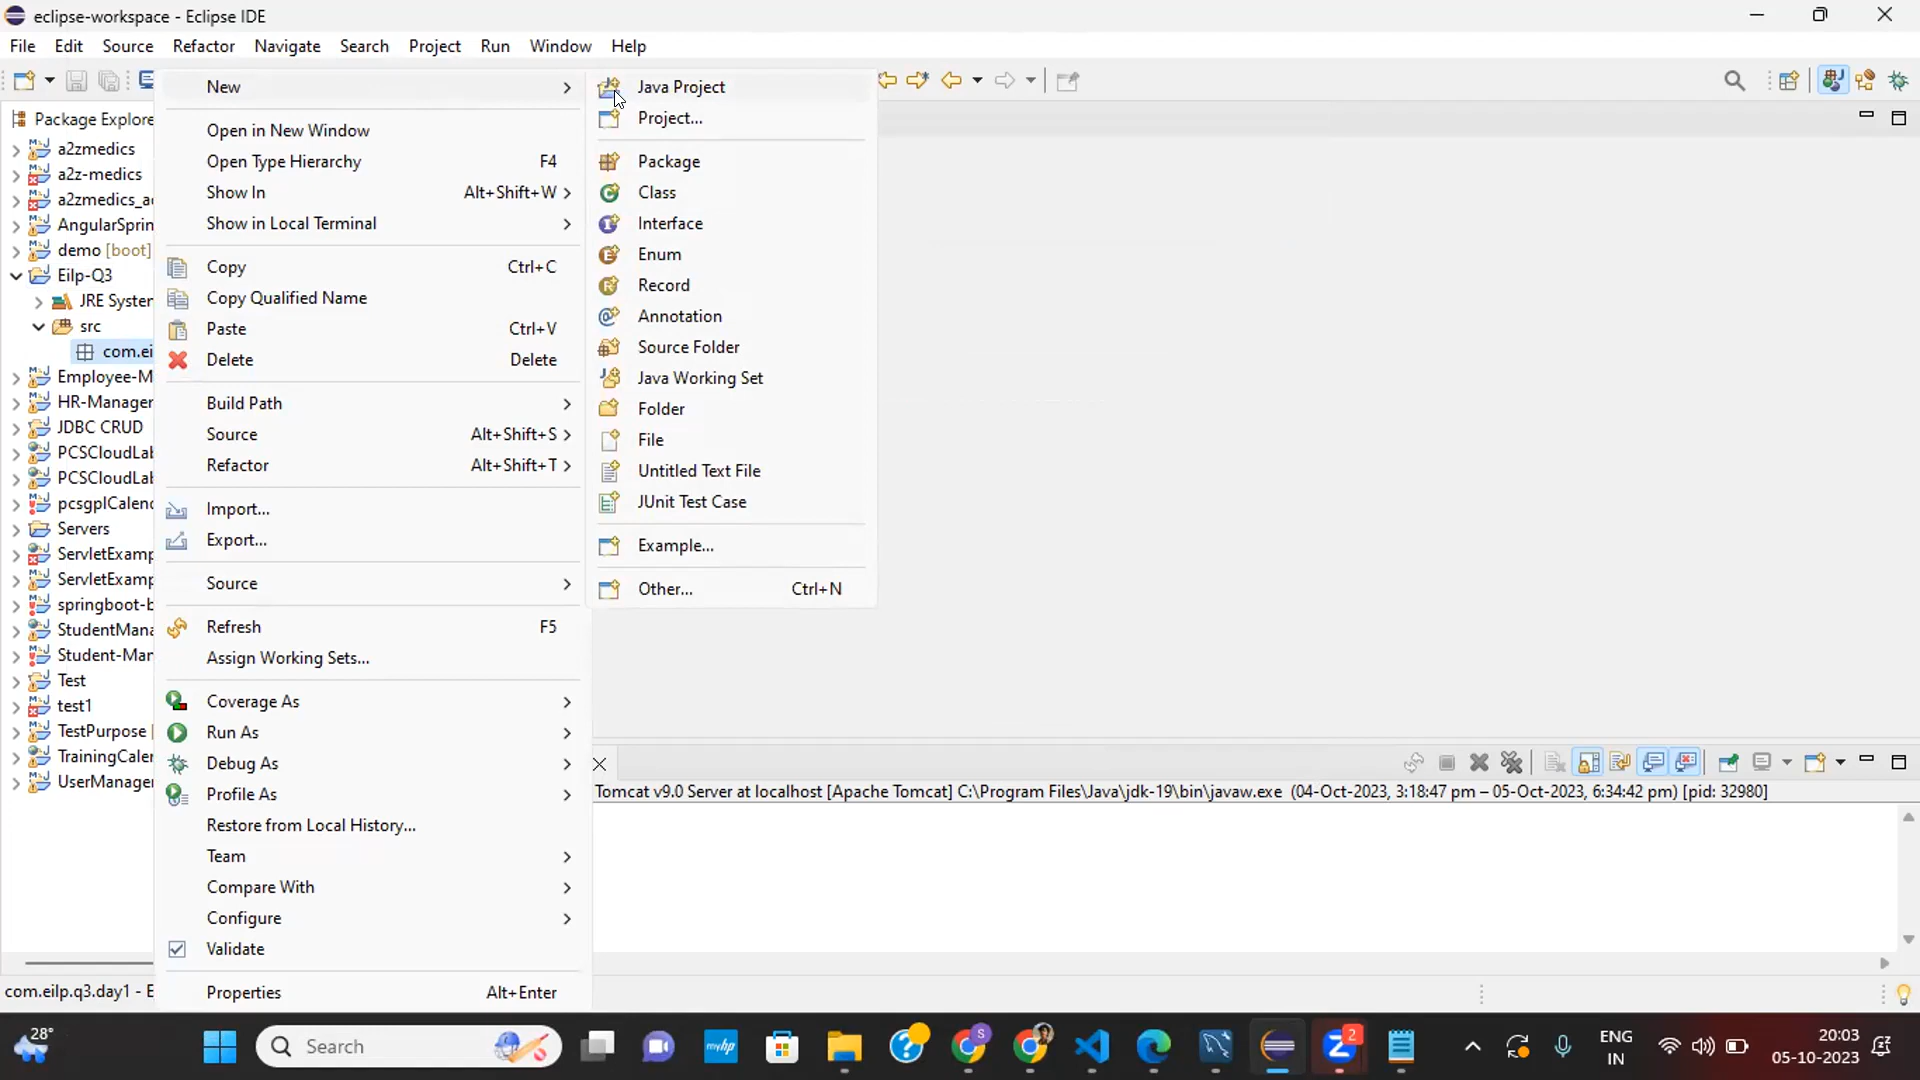 eclipse-workspace - Eclipse IDE
File Edit Source Refactor Navigate Search Project Run Window Help
Package Explore
a2zmedics
a2z-medics
a2zmedics_a
AngularSprin
demo [boot]
Eilp-Q3
JRE System
src
com.ei
Employee-M
HR-Manager
JDBC CRUD
PCSCloudLab
PCSCloudLab
pcsgplCalend
Servers
ServletExamp
ServletExamp
springboot-b
StudentMana
Student-Man
Test
test1
TestPurpose [
TrainingCaler
UserManager
New
Open in New Window
Open Type Hierarchy F4
Show In Alt+Shift+W
Show in Local Terminal
Copy Ctrl+C
Copy Qualified Name
Paste Ctrl+V
Delete Delete
Build Path
Source Alt+Shift+S
Refactor Alt+Shift+T
Import...
Export...
Source
Refresh F5
Assign Working Sets...
Coverage As
Run As
Debug As
Profile As
Restore from Local History...
Team
Compare With
Configure
Validate
Properties Alt+Enter
Java Project
Project...
Package
Class
Interface
Enum
Record
Annotation
Source Folder
Java Working Set
Folder
File
Untitled Text File
JUnit Test Case
Example...
Other... Ctrl+N
Tomcat v9.0 Server at localhost [Apache Tomcat] C:\Program Files\Java\jdk-19\bin\javaw.exe (04-Oct-2023, 3:18:47 pm – 05-Oct-2023, 6:34:42 pm) [pid: 32980]
com.eilp.q3.day1 - E
28°
Search
myhp
S
2
ENG
IN
20:03
05-10-2023